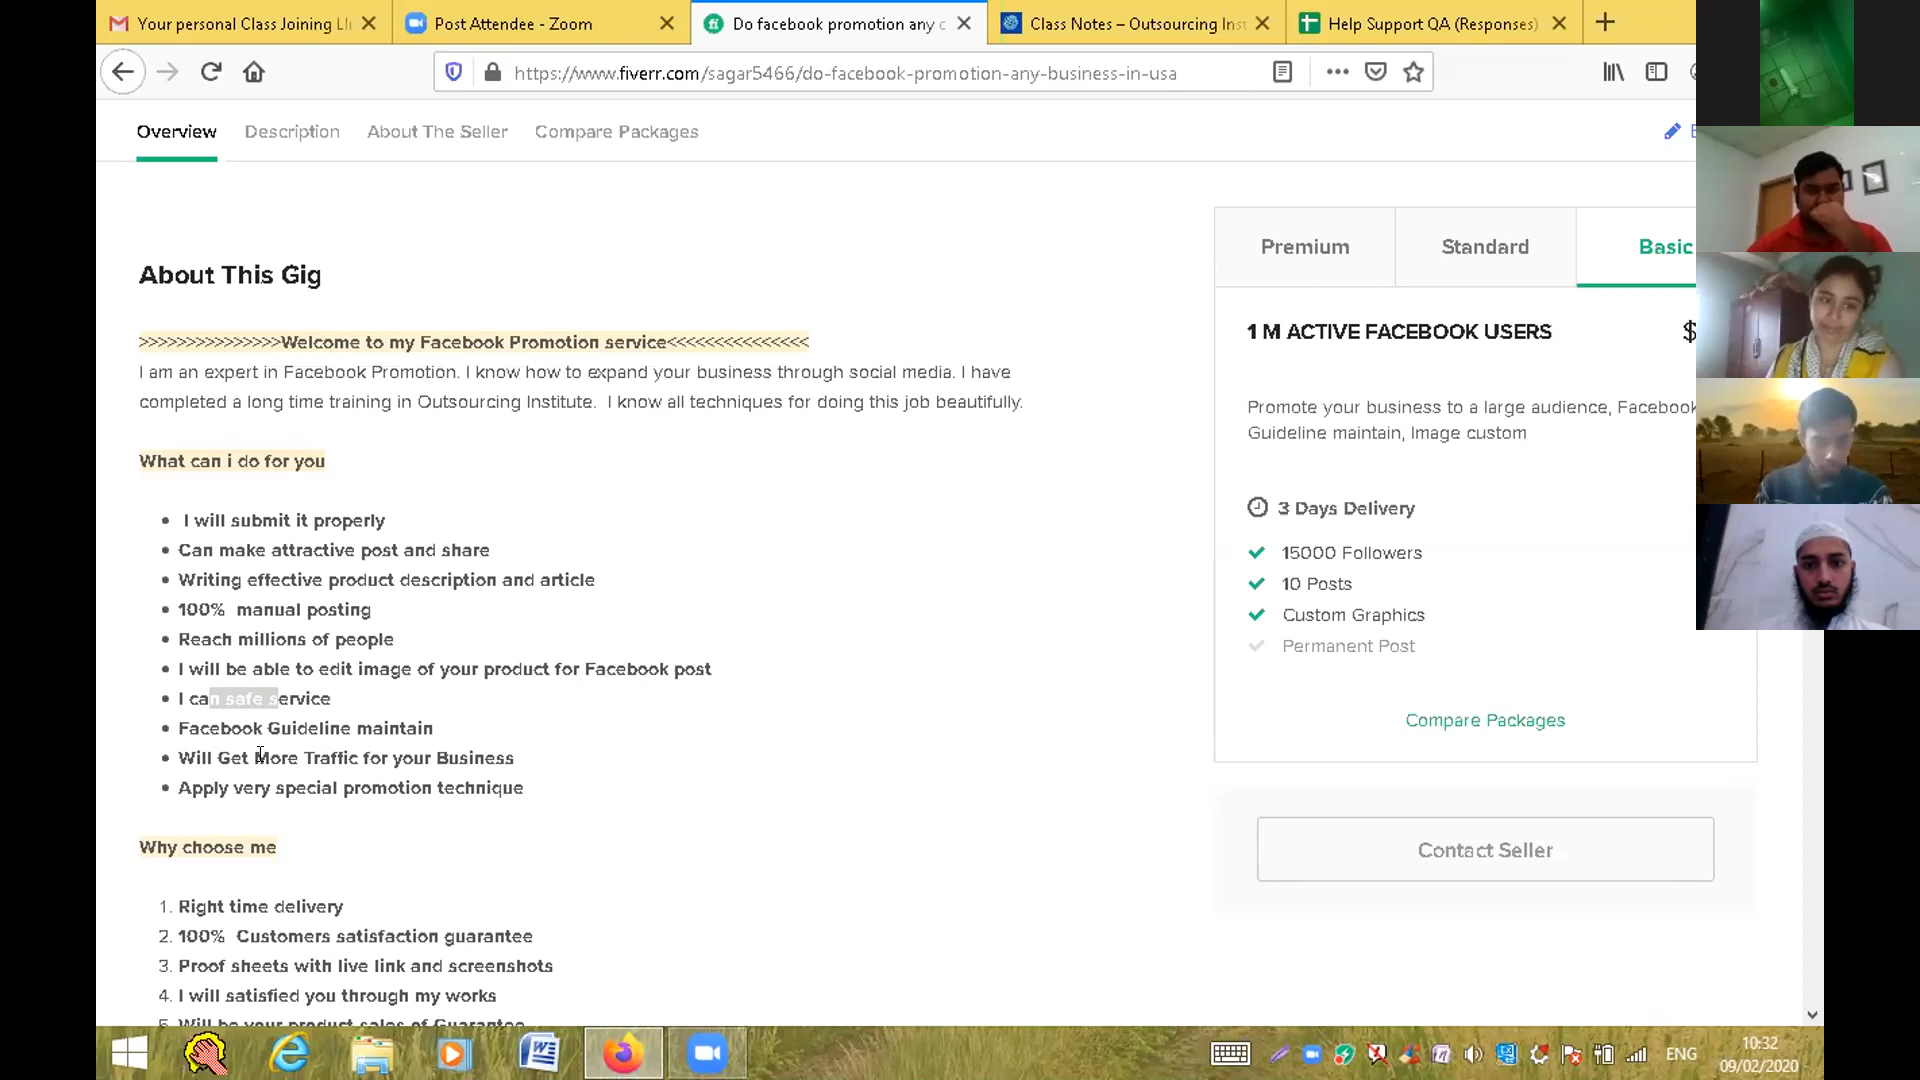 Your personal Class Joining Li
Post Attendee - Zoom
Do facebook promotion any
Class Notes – Outsourcing Inst
Help Support QA (Responses)
https://www.fiverr.com/sagar5466/do-facebook-promotion-any-business-in-usa
Overview
Description
About The Seller
Compare Packages
About This Gig
>>>>>>>>>>>>>>>Welcome to my Facebook Promotion service<<<<<<<<<<<<<<<
I am an expert in Facebook Promotion. I know how to expand your business through social media. I have
completed a long time training in Outsourcing Institute. I know all techniques for doing this job beautifully.
What can i do for you
• I will submit it properly
• Can make attractive post and share
• Writing effective product description and article
• 100% manual posting
• Reach millions of people
• I will be able to edit image of your product for Facebook post
• I can safe service
• Facebook Guideline maintain
• Will Get More Traffic for your Business
• Apply very special promotion technique
Why choose me
1. Right time delivery
2. 100% Customers satisfaction guarantee
3. Proof sheets with live link and screenshots
4. I will satisfied you through my works
5. Will be your product sales of Guarantee
Premium
Standard
Basic
1 M ACTIVE FACEBOOK USERS
$
Promote your business to a large audience, Facebook
Guideline maintain, Image custom
3 Days Delivery
15000 Followers
10 Posts
Custom Graphics
Permanent Post
Compare Packages
Contact Seller
ENG
10:32
09/02/2020